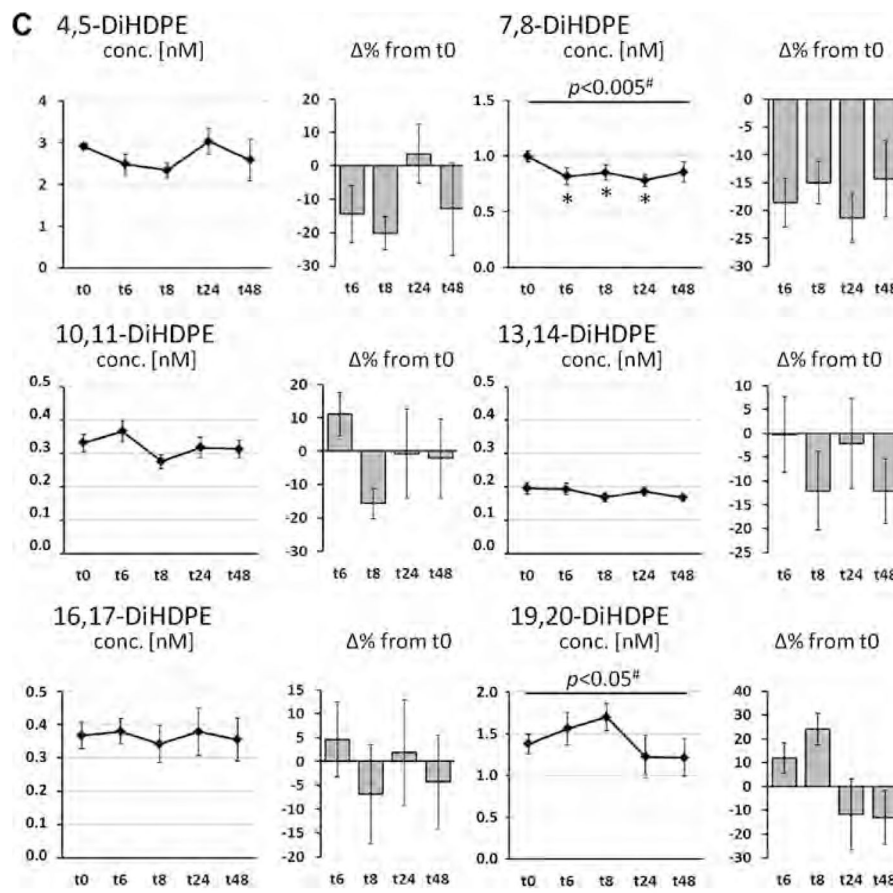 C
4,5-DiHDPE
conc. [nM]
Δ% from t0
4
3
2
1
0
t0 t6 t8 t24 t48
20
10
0
-10
-20
-30
t6 t8 t24 t48
7,8-DiHDPE
conc. [nM]
Δ% from t0
p<0.005#
1.5
1.0
0.5
0.0
* * *
t0 t6 t8 t24 t48
0
-5
-10
-15
-20
-25
-30
t6 t8 t24 t48
10,11-DiHDPE
conc. [nM]
Δ% from t0
0.5
0.4
0.3
0.2
0.1
0.0
t0 t6 t8 t24 t48
20
10
0
-10
-20
-30
t6 t8 t24 t48
13,14-DiHDPE
conc. [nM]
Δ% from t0
0.5
0.4
0.3
0.2
0.1
0.0
t0 t6 t8 t24 t48
10
5
0
-5
-10
-15
-20
-25
t6 t8 t24 t48
16,17-DiHDPE
conc. [nM]
Δ% from t0
0.5
0.4
0.3
0.2
0.1
0.0
t0 t6 t8 t24 t48
15
10
5
0
-5
-10
-15
-20
t6 t8 t24 t48
19,20-DiHDPE
conc. [nM]
Δ% from t0
p<0.05#
2.0
1.5
1.0
0.5
0.0
t0 t6 t8 t24 t48
40
30
20
10
0
-10
-20
-30
t6 t8 t24 t48